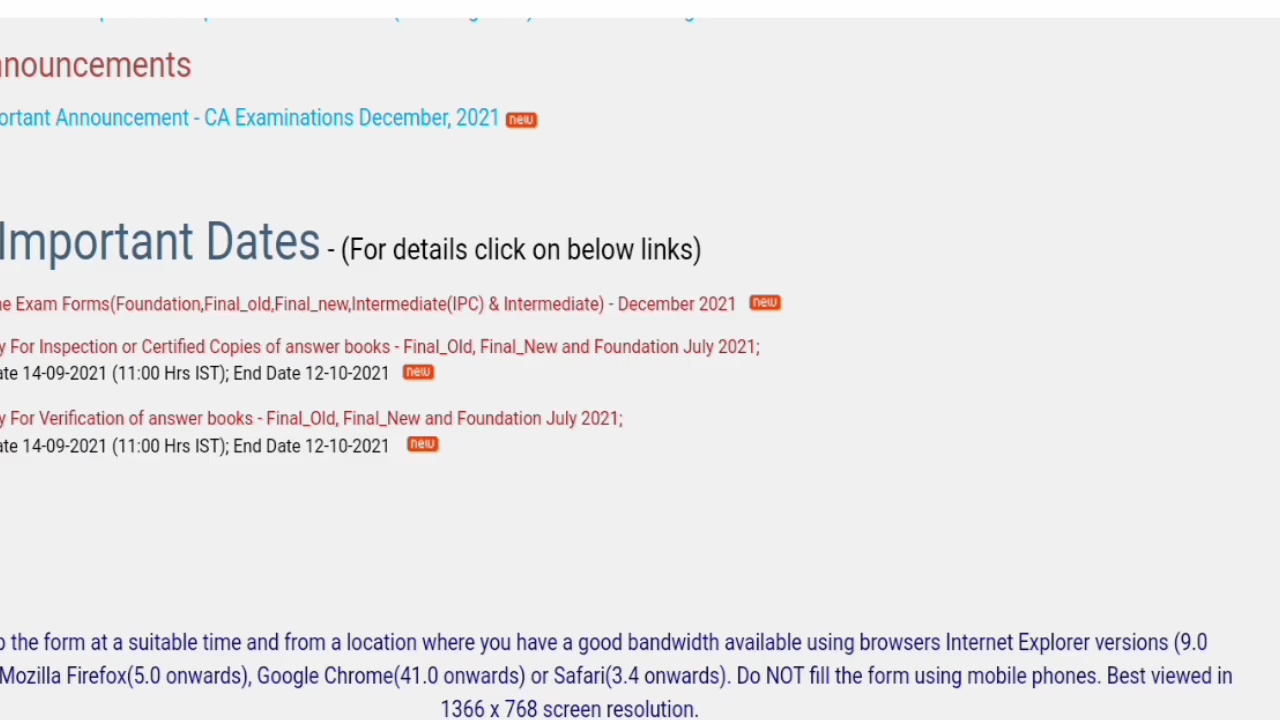 nnouncements
ortant Announcement - CA Examinations December, 2021 new
Important Dates - (For details click on below links)
ne Exam Forms(Foundation,Final_old,Final_new,Intermediate(IPC) & Intermediate) - December 2021 new
y For Inspection or Certified Copies of answer books - Final_Old, Final_New and Foundation July 2021;
ate 14-09-2021 (11:00 Hrs IST); End Date 12-10-2021 new
y For Verification of answer books - Final_Old, Final_New and Foundation July 2021;
ate 14-09-2021 (11:00 Hrs IST); End Date 12-10-2021 new
p the form at a suitable time and from a location where you have a good bandwidth available using browsers Internet Explorer versions (9.0
Mozilla Firefox(5.0 onwards), Google Chrome(41.0 onwards) or Safari(3.4 onwards). Do NOT fill the form using mobile phones. Best viewed in
1366 x 768 screen resolution.